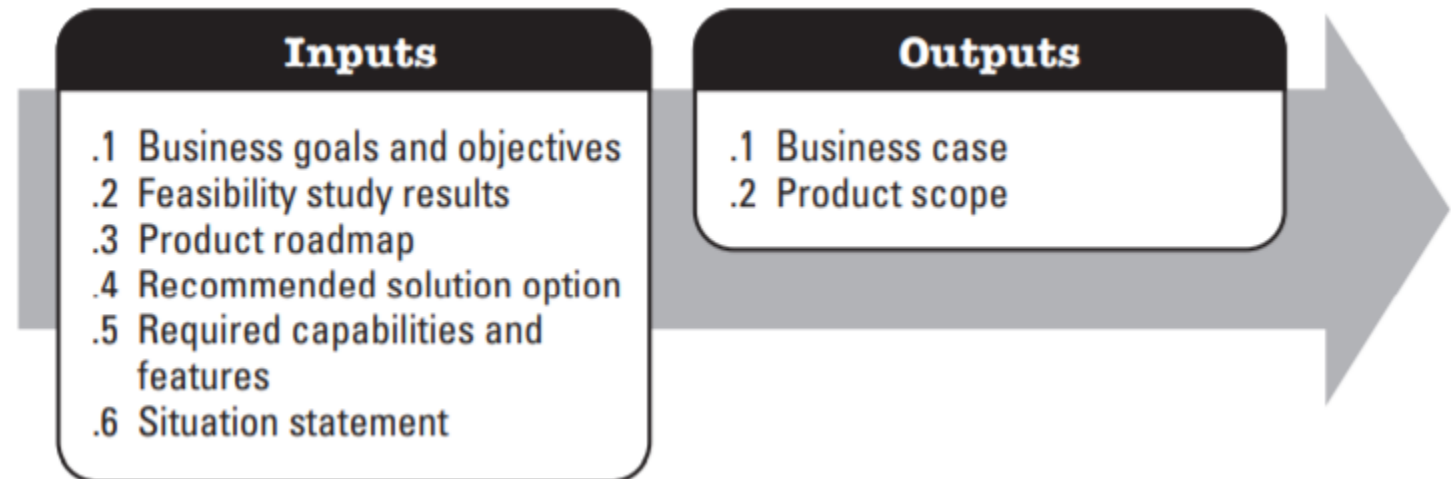 Inputs
.1 Business goals and objectives
.2 Feasibility study results
.3 Product roadmap
.4 Recommended solution option
.5 Required capabilities and
features
.6 Situation statement
Outputs
.1 Business case
.2 Product scope